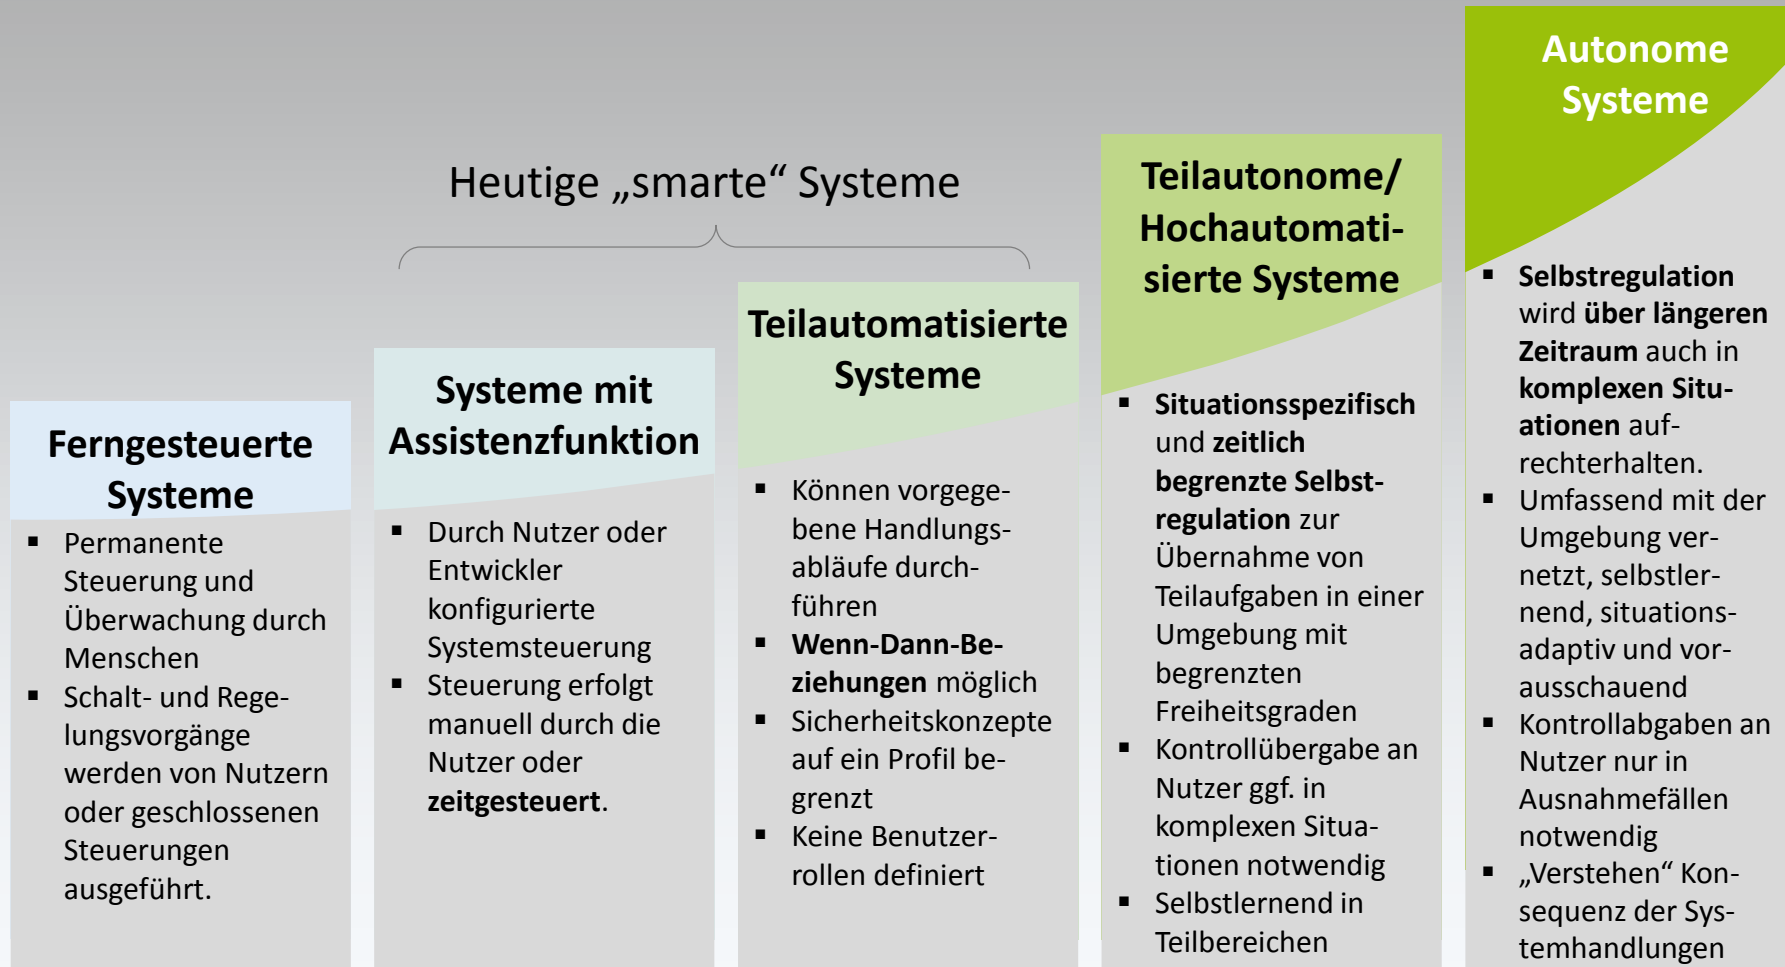 Heutige „smarte“ Systeme
Ferngesteuerte
Systeme
▪ Permanente
Steuerung und
Überwachung durch
Menschen
▪ Schalt- und Rege-
lungsvorgänge
werden von Nutzern
oder geschlossenen
Steuerungen
ausgeführt.
Systeme mit
Assistenzfunktion
▪ Durch Nutzer oder
Entwickler
konfigurierte
Systemsteuerung
▪ Steuerung erfolgt
manuell durch die
Nutzer oder
zeitgesteuert.
Teilautomatisierte
Systeme
▪ Können vorgege-
bene Handlungs-
abläufe durch-
führen
▪ Wenn-Dann-Be-
ziehungen möglich
▪ Sicherheitskonzepte
auf ein Profil be-
grenzt
▪ Keine Benutzer-
rollen definiert
Teilautonome/
Hochautomati-
sierte Systeme
▪ Situationsspezifisch
und zeitlich
begrenzte Selbst-
regulation zur
Übernahme von
Teilaufgaben in einer
Umgebung mit
begrenzten
Freiheitsgraden
▪ Kontrollübergabe an
Nutzer ggf. in
komplexen Situa-
tionen notwendig
▪ Selbstlernend in
Teilbereichen
Autonome
Systeme
▪ Selbstregulation
wird über längeren
Zeitraum auch in
komplexen Situ-
ationen auf-
rechterhalten.
▪ Umfassend mit der
Umgebung ver-
netzt, selbstler-
nend, situations-
adaptiv und vor-
ausschauend
▪ Kontrollabgaben an
Nutzer nur in
Ausnahmefällen
notwendig
▪ „Verstehen“ Kon-
sequenz der Sys-
temhandlungen